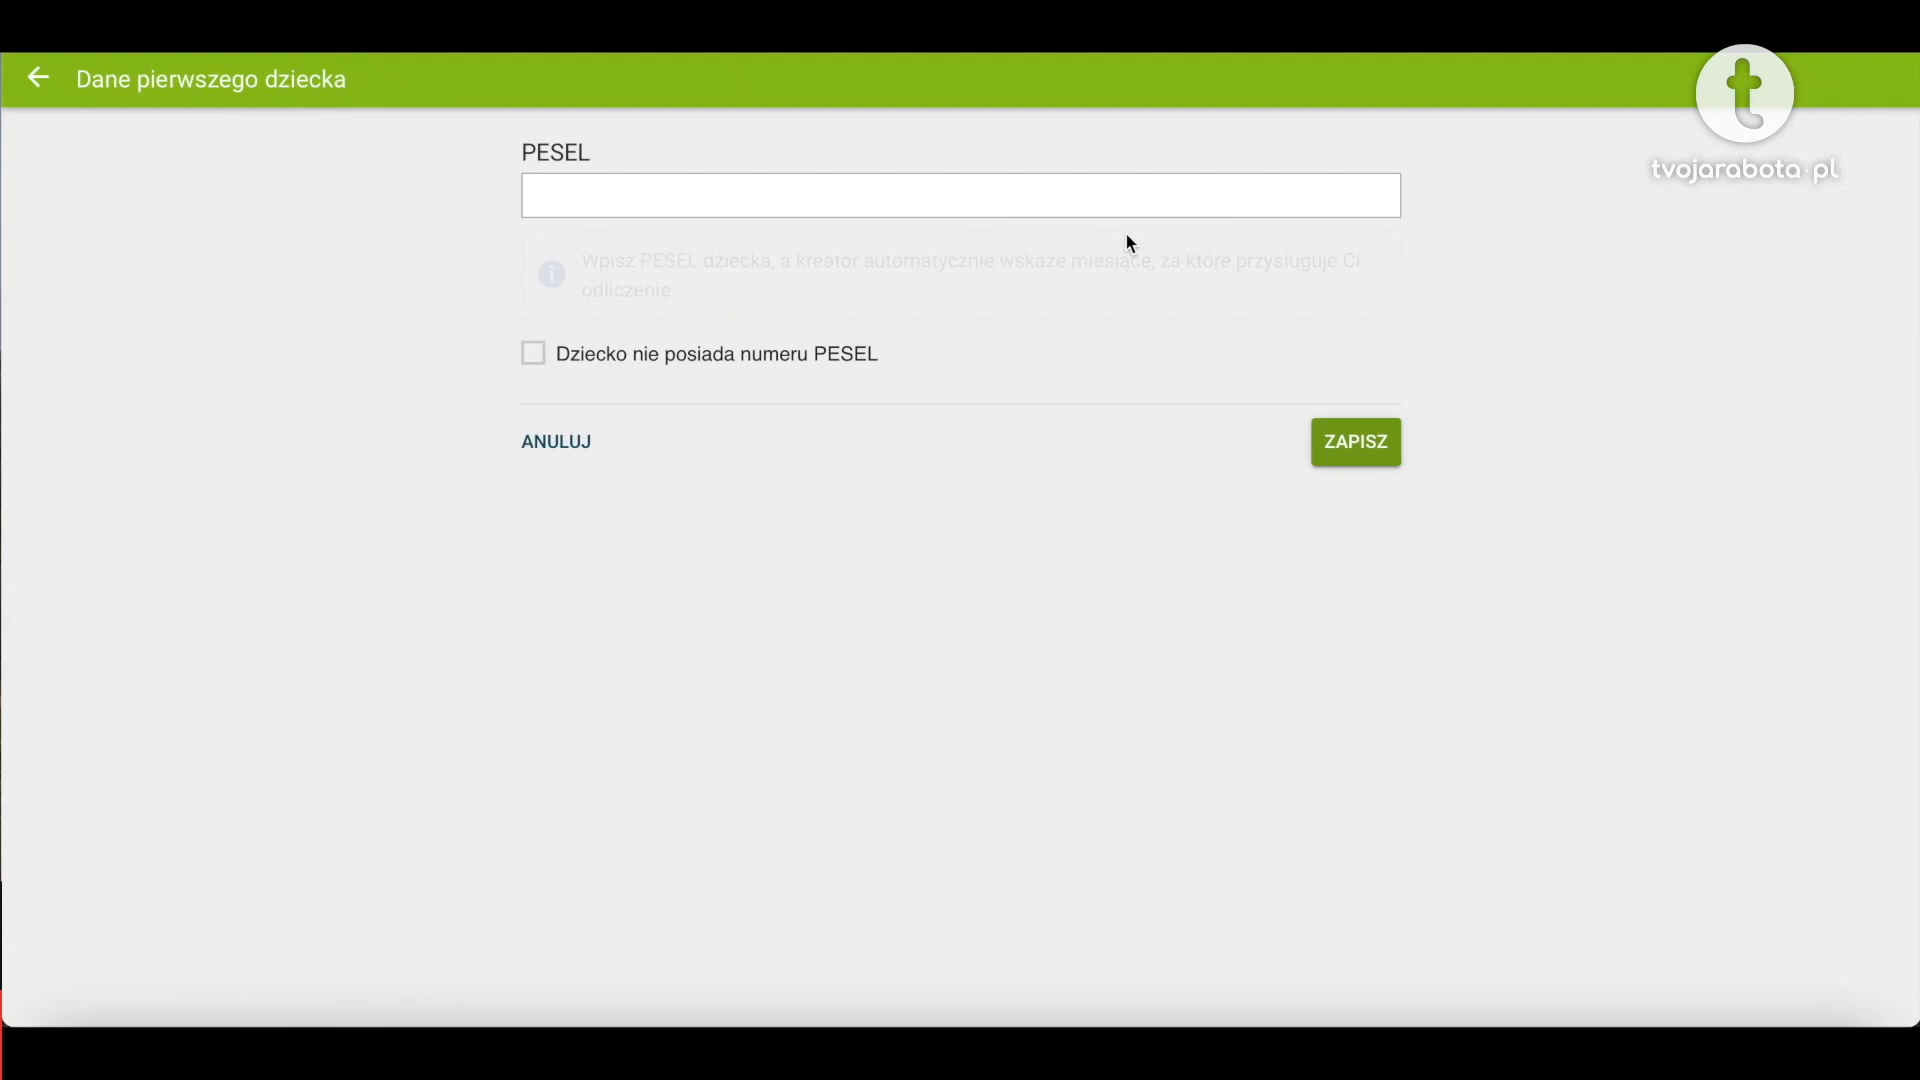 Dane pierwszego dziecka
tvojarabota.pl
PESEL
Wpisz PESEL dziecka, a kreator automatycznie wskaże miesiące, za które przysługuje Ci
odliczenie
Dziecko nie posiada numeru PESEL
ANULUJ
ZAPISZ